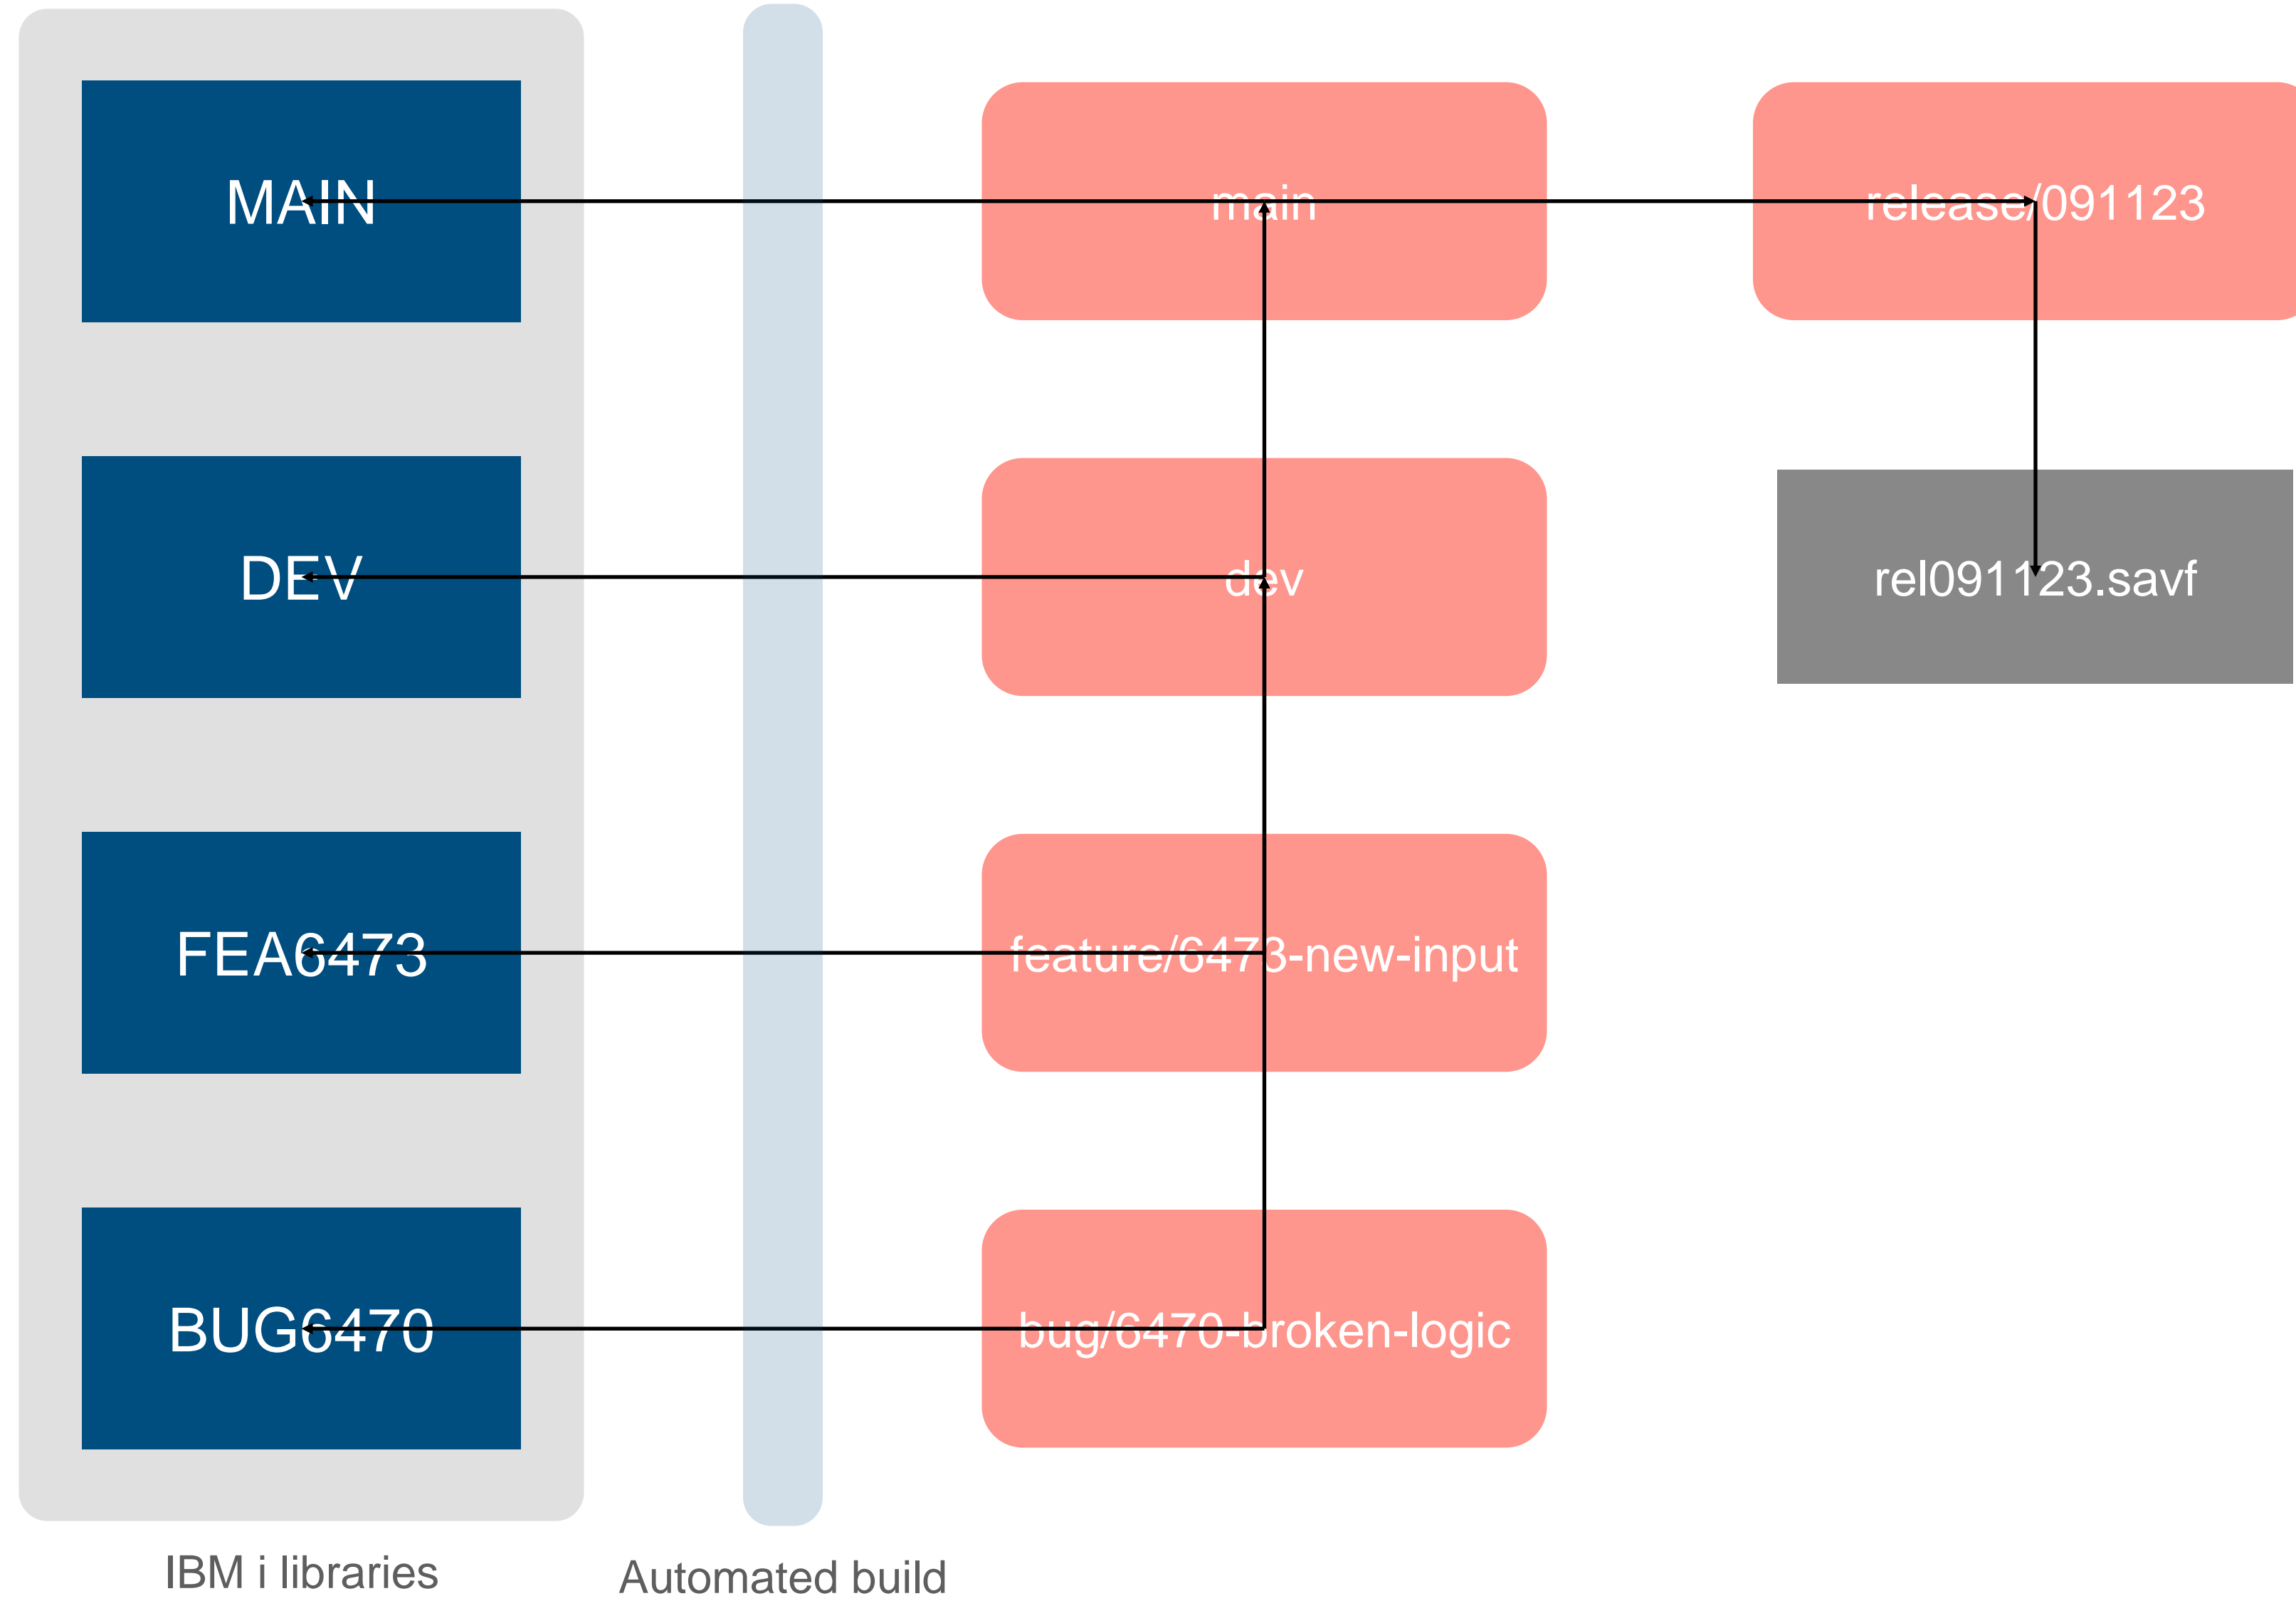 MAIN
main
release/091123
DEV
dev
rel091123.savf
FEA6473
feature/6473-new-input
BUG6470
bug/6470-broken-logic
IBM i libraries
Automated build